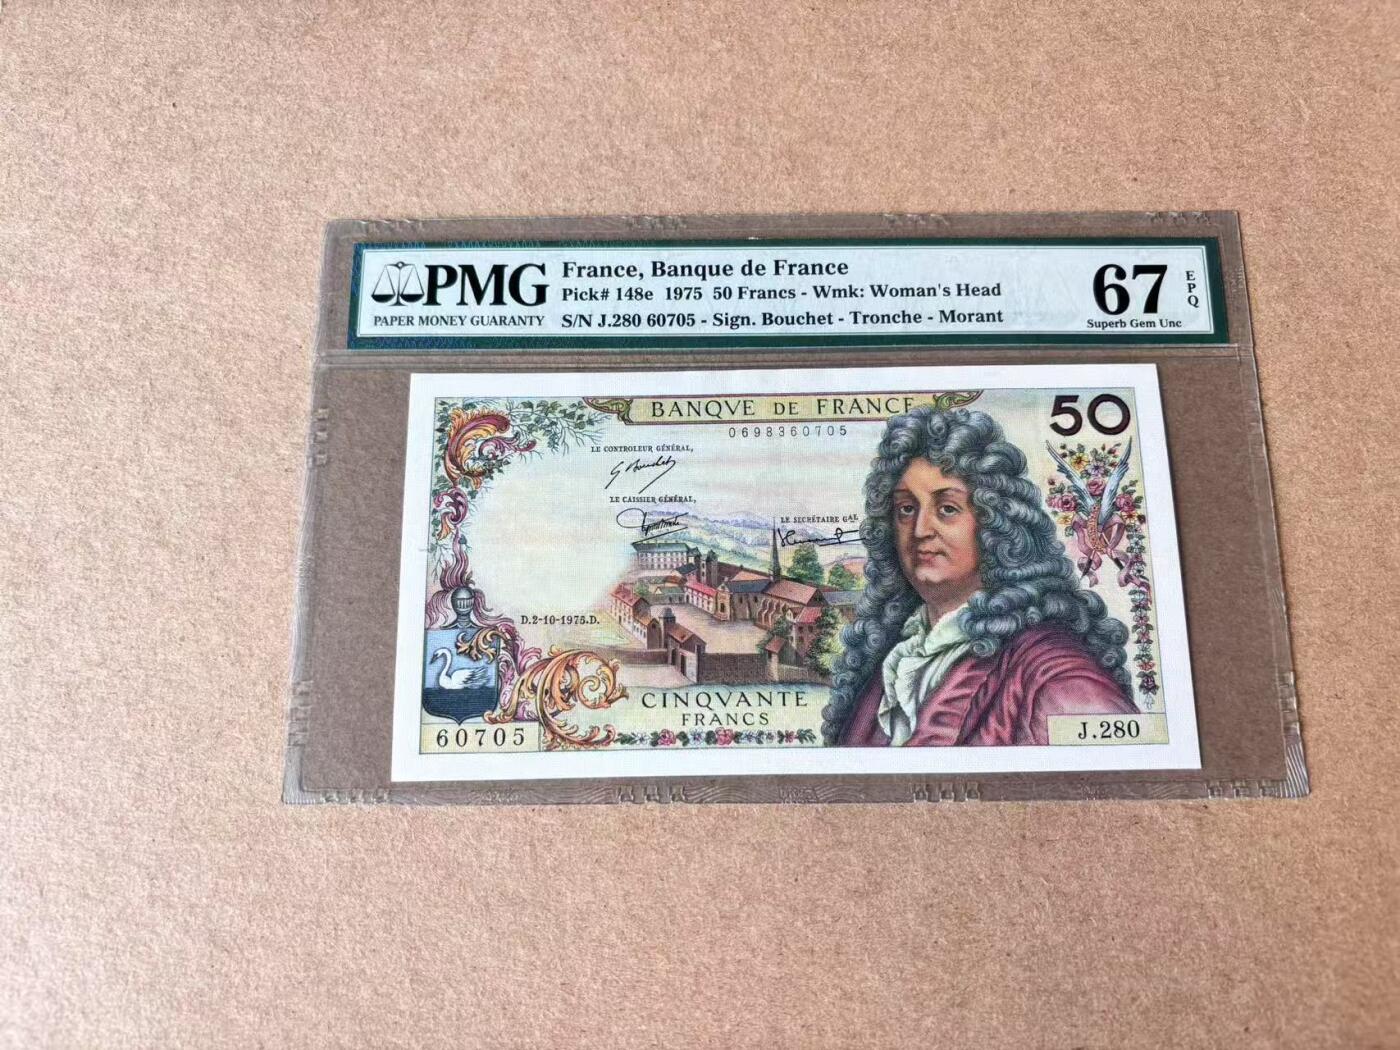 PMG
PAPER MONEY GUARANTY
France, Banque de France
Pick# 148e 1975 50 Francs - Wmk: Woman's Head
S/N J.280 60705 - Sign. Bouchet - Tronche - Morant
67
EPQ
Superb Gem Unc
BANQVE DE FRANCE
50
0698360705
LE CONTROLEUR GÉNÉRAL,
LE CAISSIER GÉNÉRAL,
LE SECRÉTAIRE GAL
D.2-10-1975.D.
CINQVANTE
FRANCS
60705
J.280